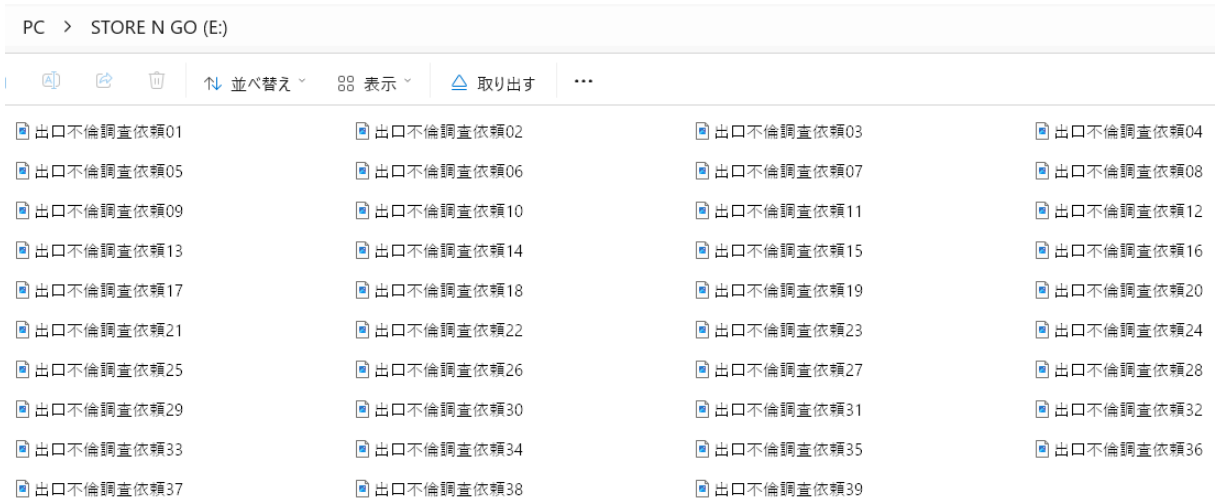 PC > STORE N GO (E:)
並べ替え 表示 取り出す ...
出口不倫調査依頼01 出口不倫調査依頼02 出口不倫調査依頼03 出口不倫調査依頼04
出口不倫調査依頼05 出口不倫調査依頼06 出口不倫調査依頼07 出口不倫調査依頼08
出口不倫調査依頼09 出口不倫調査依頼10 出口不倫調査依頼11 出口不倫調査依頼12
出口不倫調査依頼13 出口不倫調査依頼14 出口不倫調査依頼15 出口不倫調査依頼16
出口不倫調査依頼17 出口不倫調査依頼18 出口不倫調査依頼19 出口不倫調査依頼20
出口不倫調査依頼21 出口不倫調査依頼22 出口不倫調査依頼23 出口不倫調査依頼24
出口不倫調査依頼25 出口不倫調査依頼26 出口不倫調査依頼27 出口不倫調査依頼28
出口不倫調査依頼29 出口不倫調査依頼30 出口不倫調査依頼31 出口不倫調査依頼32
出口不倫調査依頼33 出口不倫調査依頼34 出口不倫調査依頼35 出口不倫調査依頼36
出口不倫調査依頼37 出口不倫調査依頼38 出口不倫調査依頼39